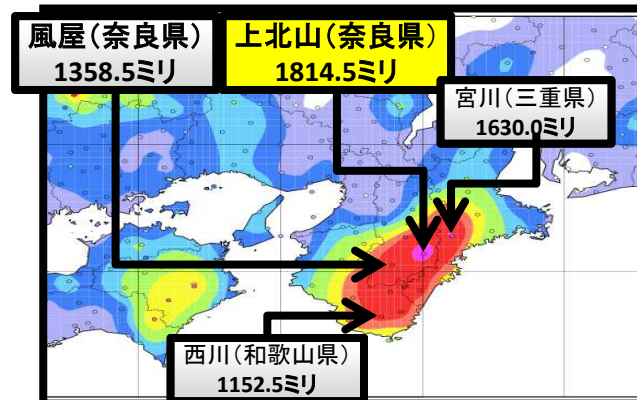 風屋(奈良県)
1358.5ミリ
上北山(奈良県)
1814.5ミリ
宮川(三重県)
1630.0ミリ
西川(和歌山県)
1152.5ミリ